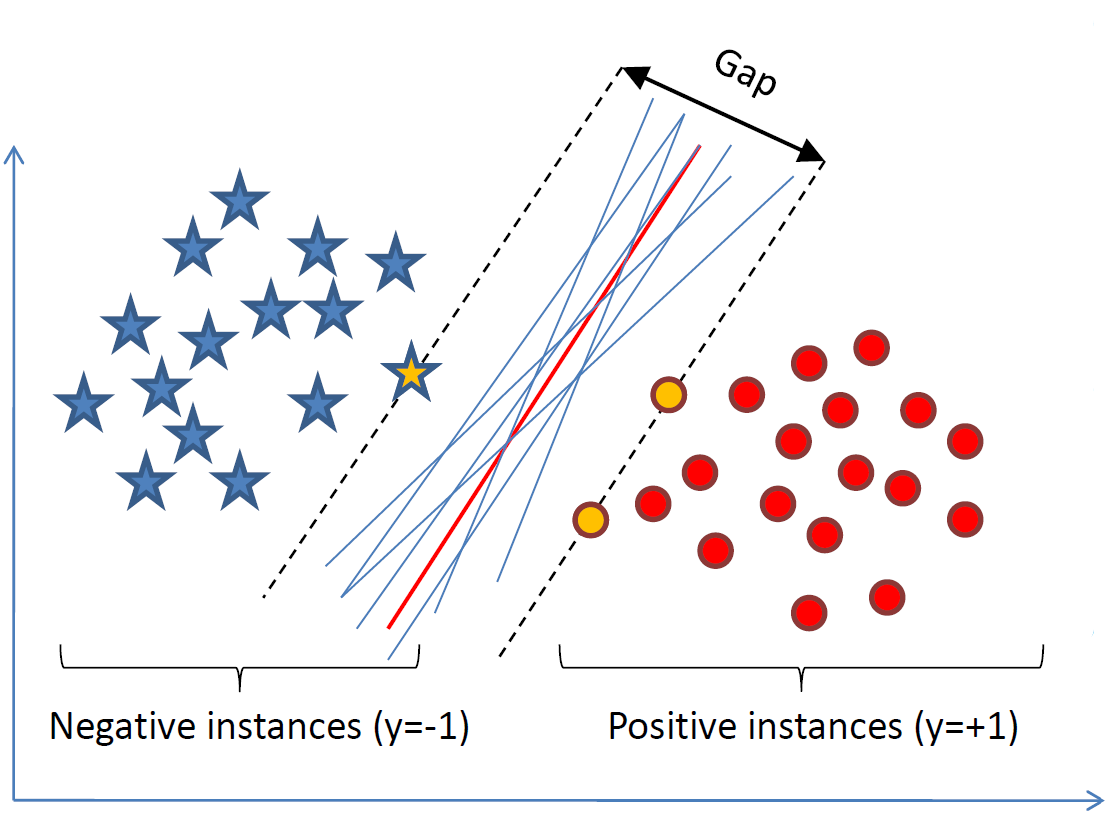 Gap
Negative instances (y=-1)
Positive instances (y=+1)